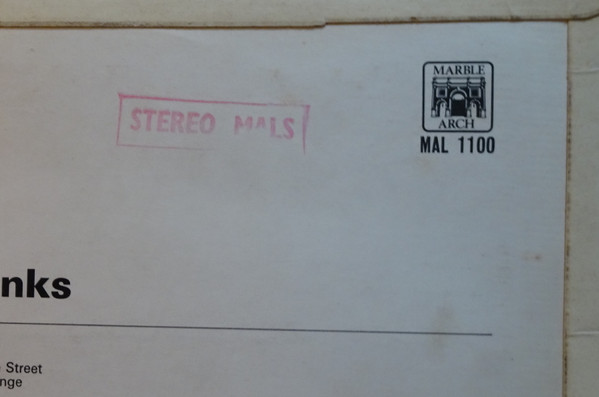 MARBLE
ARCH
MAL 1100
STEREO MALS
nks
Street
nge